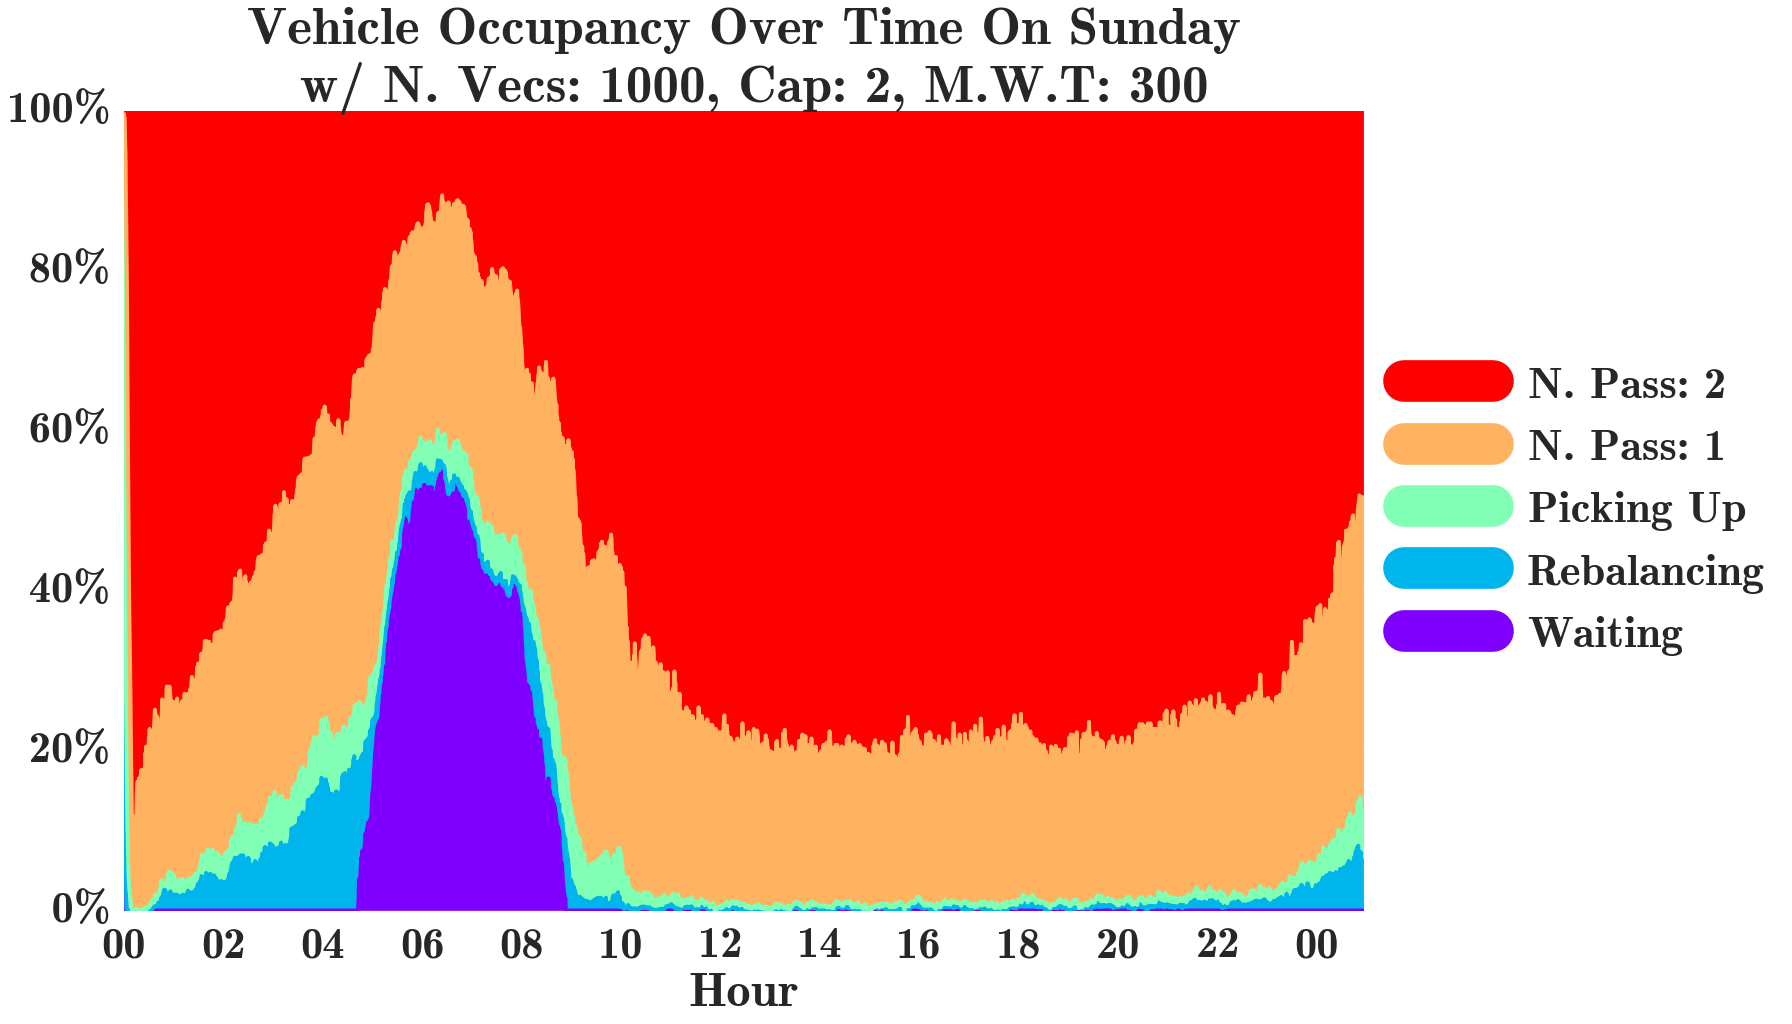 Vehicle Occupancy Over Time On Sunday
w/ N. Vecs: 1000, Cap: 2, M.W.T: 300
100%
80%
60%
40%
20%
0%
00 02 04 06 08 10 12 14 16 18 20 22 00
Hour
N. Pass: 2
N. Pass: 1
Picking Up
Rebalancing
Waiting